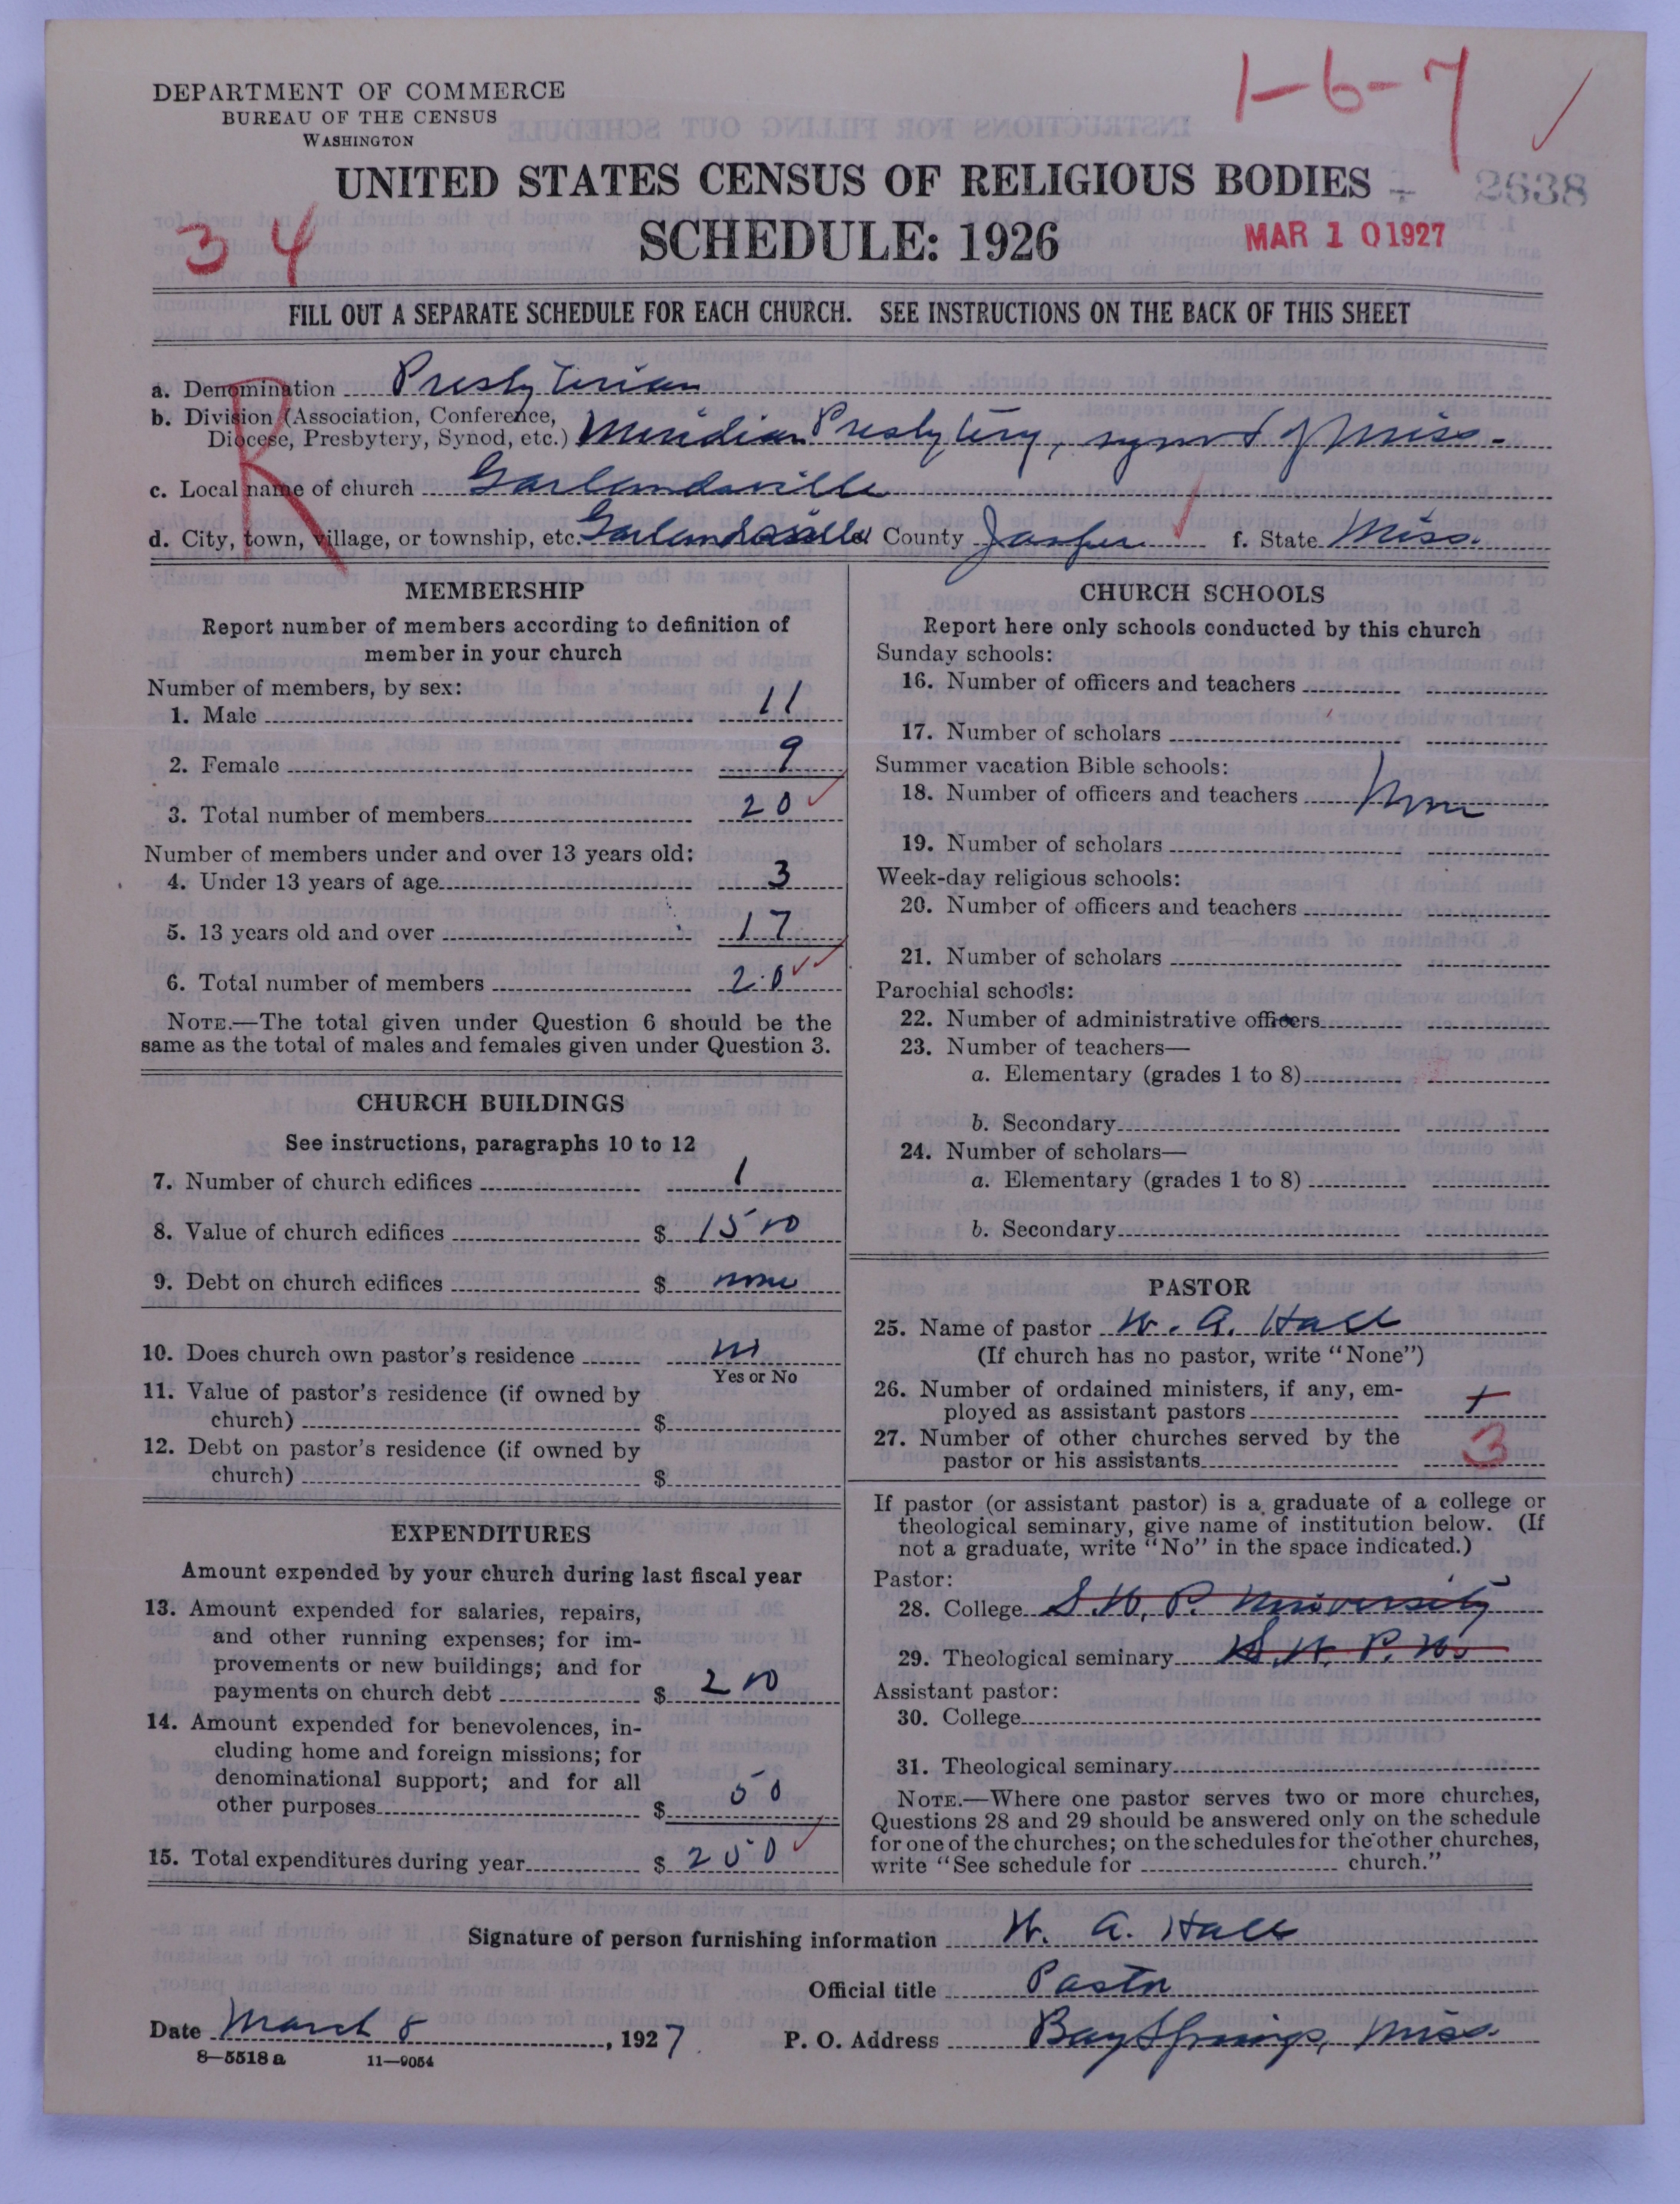 DEPARTMENT OF COMMERCE
BUREAU OF THE CENSUS
WASHINGTON
1-6-7
UNITED STATES CENSUS OF RELIGIOUS BODIES
2638
34
SCHEDULE: 1926
MAR 10 1927
FILL OUT A SEPARATE SCHEDULE FOR EACH CHURCH. SEE INSTRUCTIONS ON THE BACK OF THIS SHEET
R
a. Denomination Presbyterian
b. Division (Association, Conference,
Diocese, Presbytery, Synod, etc.) Meridian Presbytery, synod of Miss.
c. Local name of church Garlandsville
d. City, town, village, or township, etc. Garlandsville County Jasper f. State Miss.
MEMBERSHIP
Report number of members according to definition of
member in your church
Number of members, by sex:
1. Male 11
2. Female 9
3. Total number of members 20
Number of members under and over 13 years old:
4. Under 13 years of age 3
5. 13 years old and over 17
6. Total number of members 20
NOTE.—The total given under Question 6 should be the
same as the total of males and females given under Question 3.
CHURCH BUILDINGS
See instructions, paragraphs 10 to 12
7. Number of church edifices 1
8. Value of church edifices $ 1500
9. Debt on church edifices $ none
10. Does church own pastor's residence no
Yes or No
11. Value of pastor's residence (if owned by
church) $
12. Debt on pastor's residence (if owned by
church) $
EXPENDITURES
Amount expended by your church during last fiscal year
13. Amount expended for salaries, repairs,
and other running expenses; for im-
provements or new buildings; and for
payments on church debt $ 200
14. Amount expended for benevolences, in-
cluding home and foreign missions; for
denominational support; and for all
other purposes $ 50
15. Total expenditures during year $ 250
CHURCH SCHOOLS
Report here only schools conducted by this church
Sunday schools:
16. Number of officers and teachers
17. Number of scholars
Summer vacation Bible schools:
18. Number of officers and teachers None
19. Number of scholars
Week-day religious schools:
20. Number of officers and teachers
21. Number of scholars
Parochial schools:
22. Number of administrative officers
23. Number of teachers—
a. Elementary (grades 1 to 8)
b. Secondary
24. Number of scholars—
a. Elementary (grades 1 to 8)
b. Secondary
PASTOR
25. Name of pastor W. A. Hall
(If church has no pastor, write "None")
26. Number of ordained ministers, if any, em-
ployed as assistant pastors 1
27. Number of other churches served by the
pastor or his assistants 3
If pastor (or assistant pastor) is a graduate of a college or
theological seminary, give name of institution below. (If
not a graduate, write "No" in the space indicated.)
Pastor:
28. College S. W. P. University
29. Theological seminary S. W. P. U.
Assistant pastor:
30. College
31. Theological seminary
NOTE.—Where one pastor serves two or more churches,
Questions 28 and 29 should be answered only on the schedule
for one of the churches; on the schedules for the other churches,
write "See schedule for church."
Signature of person furnishing information W. A. Hall
Official title Pastor
Date March 8, 1927
P. O. Address Bay Springs, Miss.
8—5518 a 11—9054